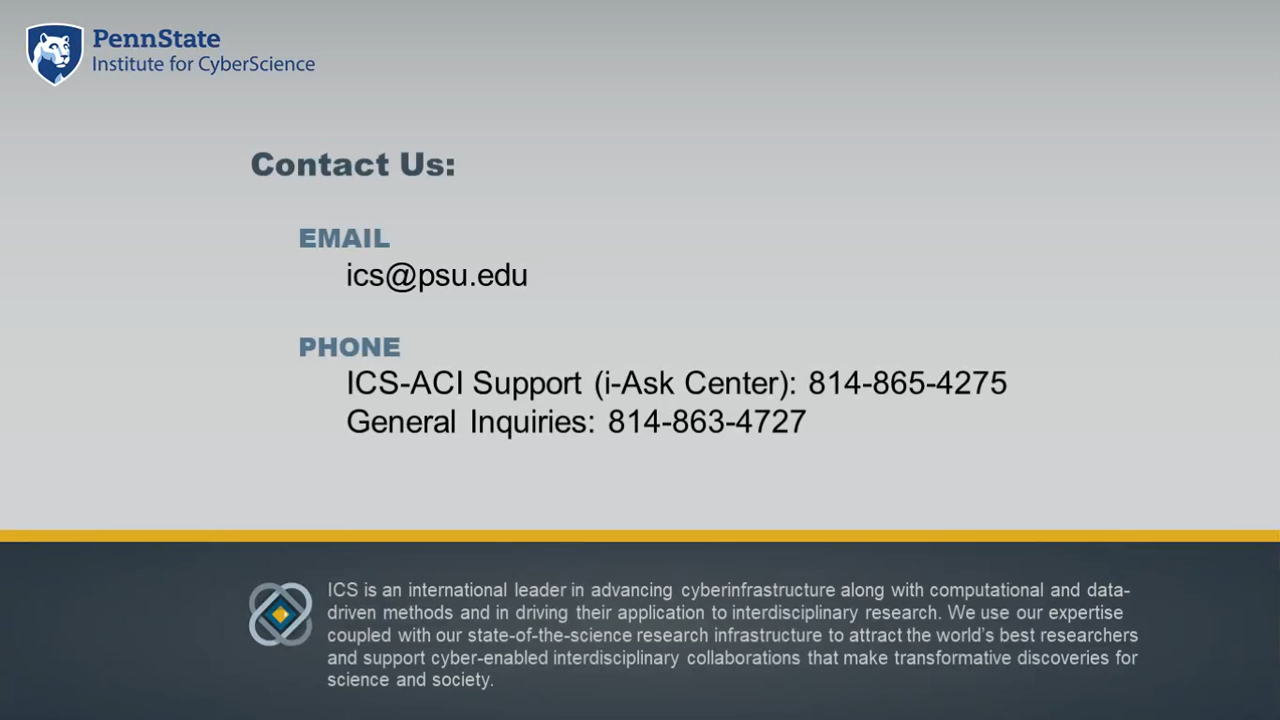 PennState
Institute for CyberScience
Contact Us:
EMAIL
ics@psu.edu
PHONE
ICS-ACI Support (i-Ask Center): 814-865-4275
General Inquiries: 814-863-4727
ICS is an international leader in advancing cyberinfrastructure along with computational and data-
driven methods and in driving their application to interdisciplinary research. We use our expertise
coupled with our state-of-the-science research infrastructure to attract the world's best researchers
and support cyber-enabled interdisciplinary collaborations that make transformative discoveries for
science and society.